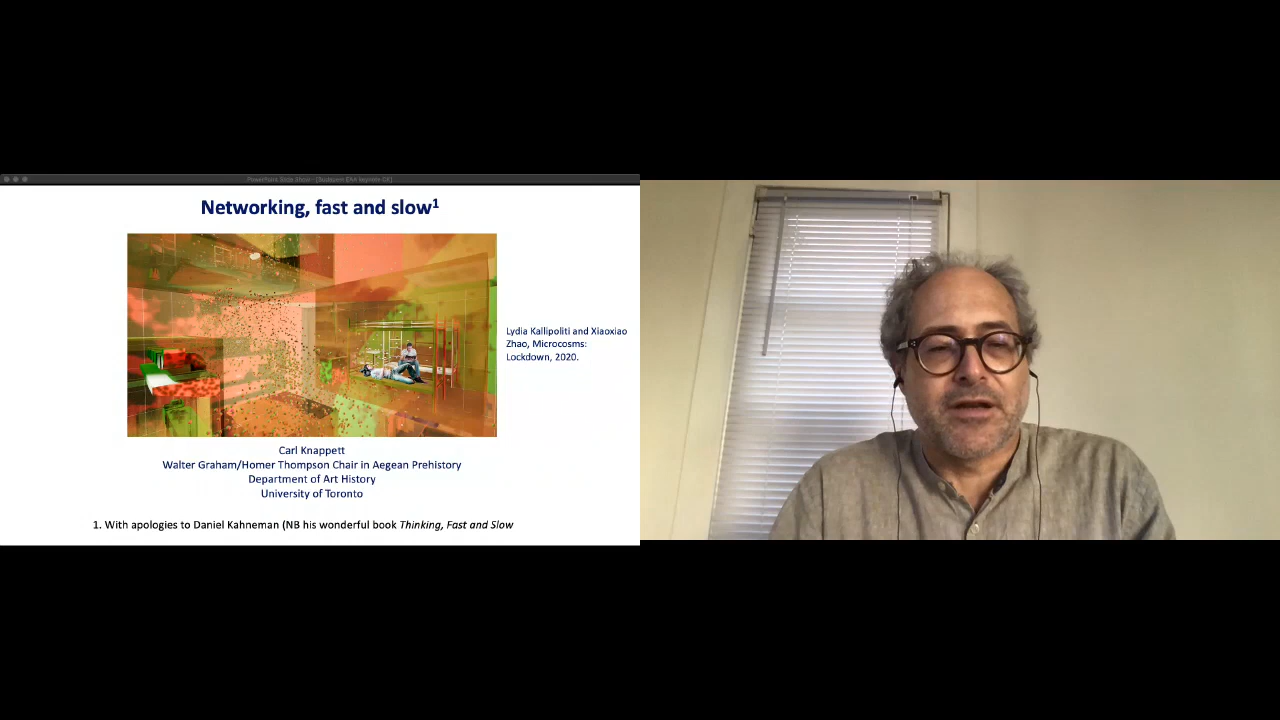 Networking, fast and slow1
Lydia Kallipoliti and Xiaoxiao
Zhao, Microcosms:
Lockdown, 2020.
Carl Knappett
Walter Graham/Homer Thompson Chair in Aegean Prehistory
Department of Art History
University of Toronto
1. With apologies to Daniel Kahneman (NB his wonderful book Thinking, Fast and Slow